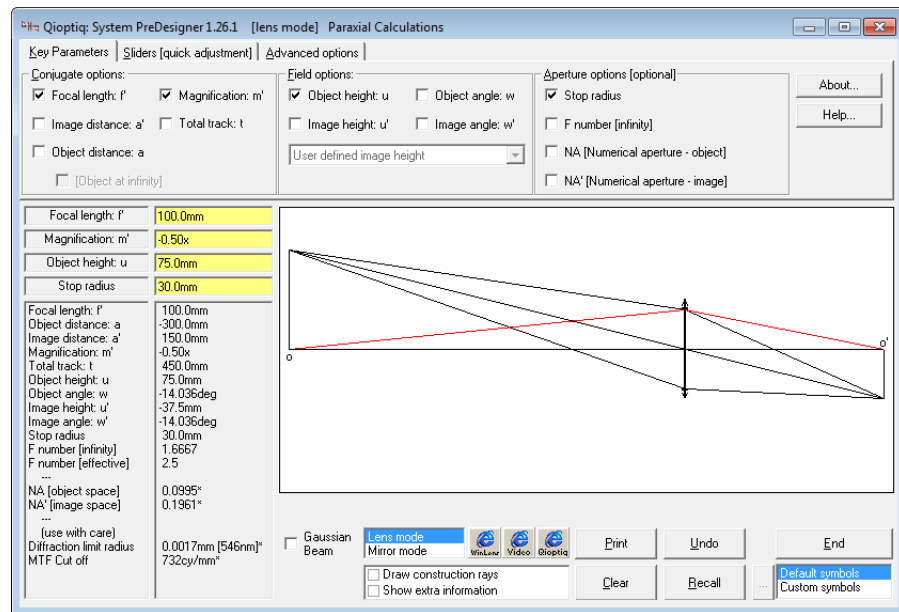 Qioptiq: System PreDesigner 1.26.1 [lens mode] Paraxial Calculations
Key Parameters Sliders [quick adjustment] Advanced options
Conjugate options:
Focal length: f' Magnification: m'
Image distance: a' Total track: t
Object distance: a
[Object at infinity]
Field options:
Object height: u Object angle: w
Image height: u' Image angle: w'
User defined image height
Aperture options [optional]
Stop radius
F number [infinity]
NA [Numerical aperture - object]
NA' [Numerical aperture - image]
About...
Help...
Focal length: f' 100.0mm
Magnification: m' -0.50x
Object height: u 75.0mm
Stop radius 30.0mm
Focal length: f' 100.0mm
Object distance: a -300.0mm
Image distance: a' 150.0mm
Magnification: m' -0.50x
Total track: t 450.0mm
Object height: u 75.0mm
Object angle: w -14.036deg
Image height: u' -37.5mm
Image angle: w' -14.036deg
Stop radius 30.0mm
F number [infinity] 1.6667
F number [effective] 2.5
---
NA [object space] 0.0995*
NA' [image space] 0.1961*
---
(use with care)
Diffraction limit radius 0.0017mm [546nm]*
MTF Cut off 732cy/mm*
o
o'
Gaussian
Beam
Lens mode
Mirror mode
WinLens Video Qioptiq
Print
Undo
End
Draw construction rays
Show extra information
Clear
Recall
...
Default symbols
Custom symbols